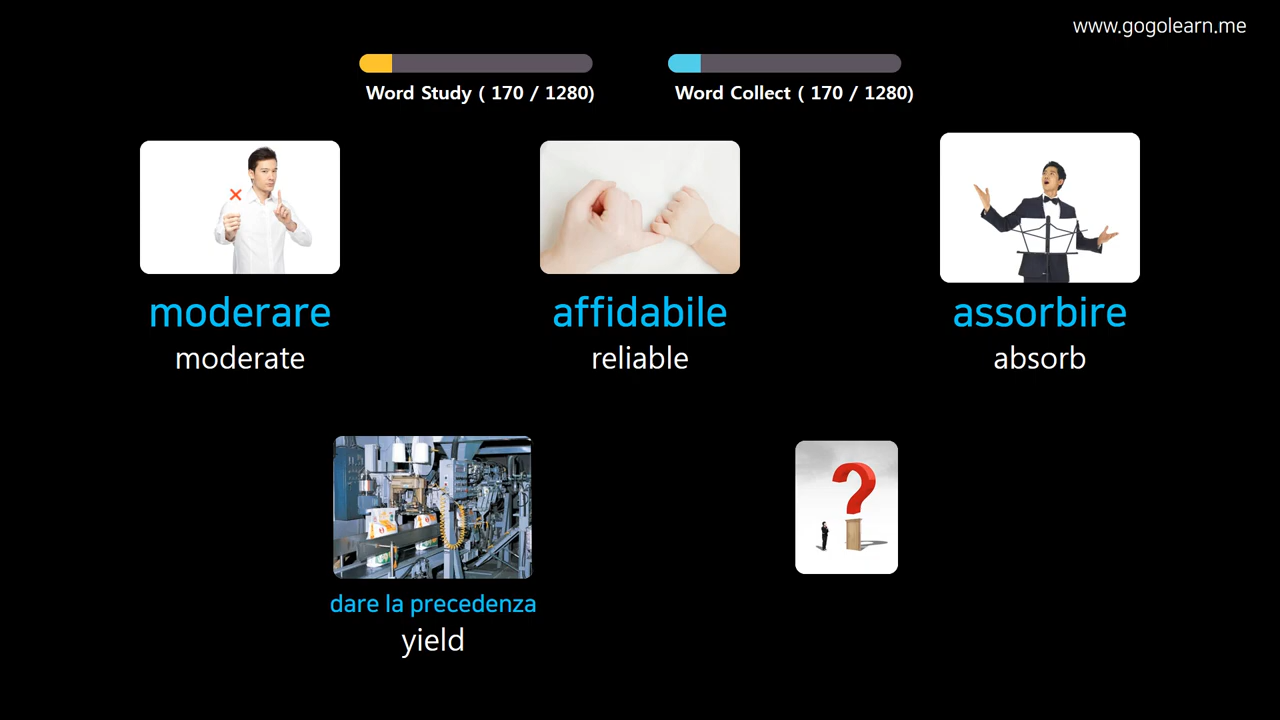 www.gogolearn.me
Word Study ( 170 / 1280)
Word Collect ( 170 / 1280)
moderare
moderate
affidabile
reliable
assorbire
absorb
dare la precedenza
yield
?